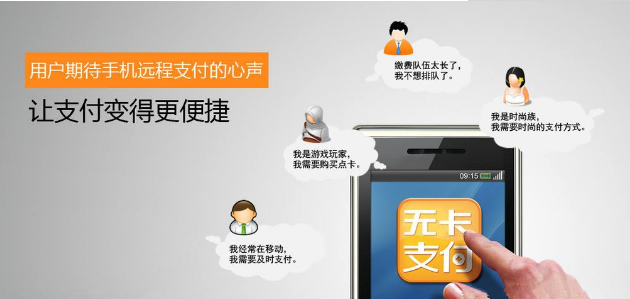 用户期待手机远程支付的心声
让支付变得更便捷
缴费队伍太长了，
我不想排队了。
我是时尚族，
我需要时尚的支付方式。
我是游戏玩家，
我需要购买点卡。
09:15
无卡
支付
我经常在移动，
我需要及时支付。